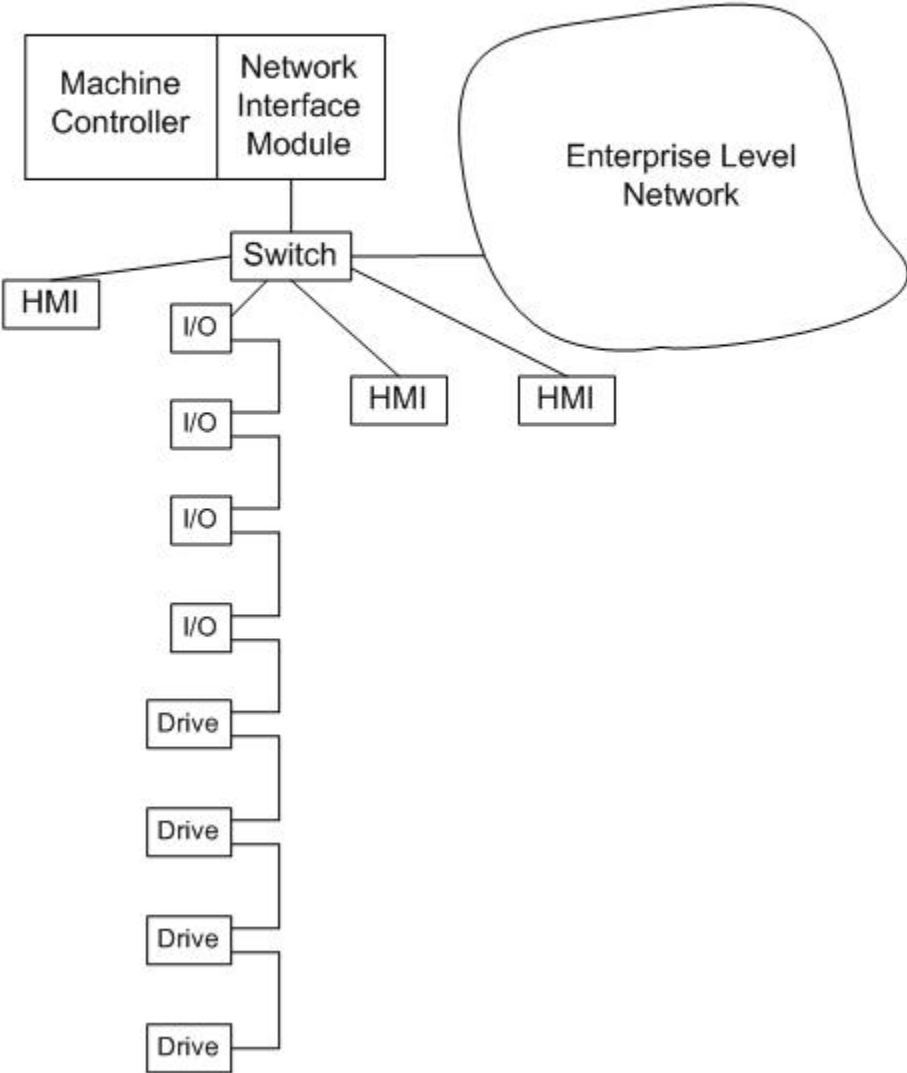 Machine
Controller
Network
Interface
Module
Enterprise Level
Network
Switch
HMI
I/O
HMI
HMI
I/O
I/O
I/O
Drive
Drive
Drive
Drive